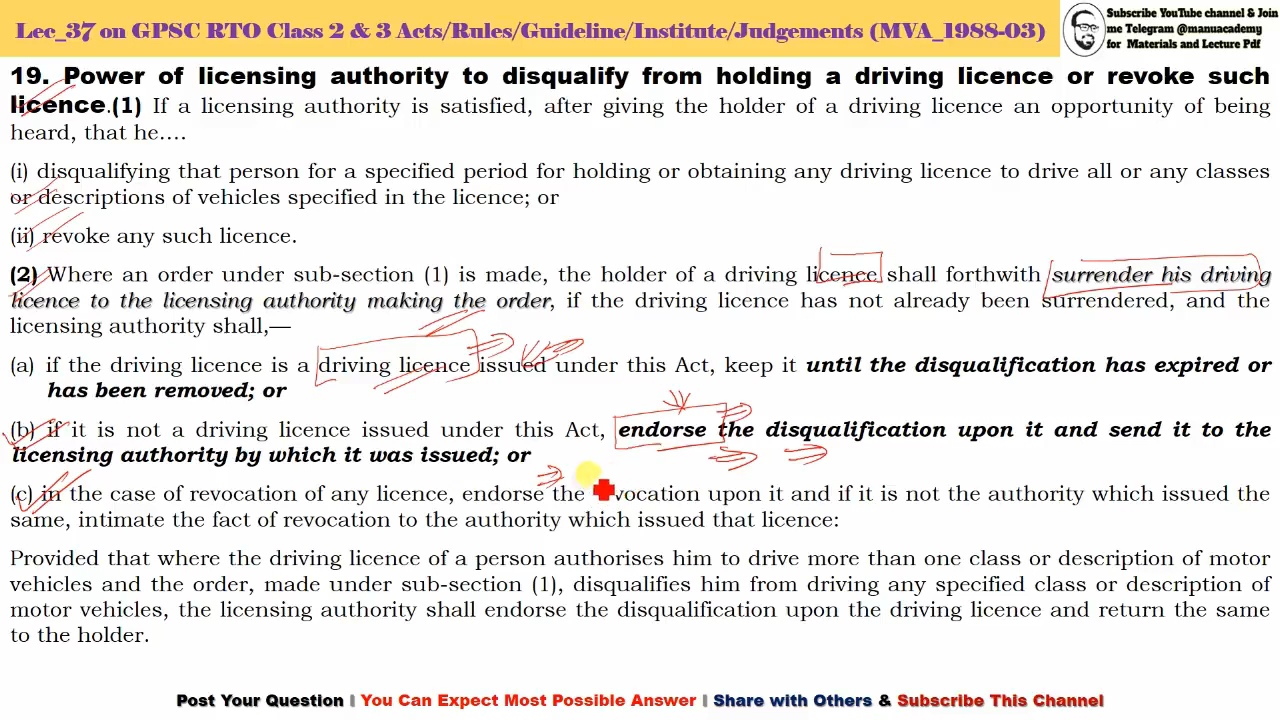 Lec_37 on GPSC RTO Class 2 & 3 Acts/Rules/Guideline/Institute/Judgements (MVA_1988-03)
Subscribe YouTube channel & Join
me Telegram @manuacademy
for Materials and Lecture Pdf
19. Power of licensing authority to disqualify from holding a driving licence or revoke such
licence.(1) If a licensing authority is satisfied, after giving the holder of a driving licence an opportunity of being
heard, that he....
(i) disqualifying that person for a specified period for holding or obtaining any driving licence to drive all or any classes
or descriptions of vehicles specified in the licence; or
(ii) revoke any such licence.
(2) Where an order under sub-section (1) is made, the holder of a driving licence shall forthwith surrender his driving
licence to the licensing authority making the order, if the driving licence has not already been surrendered, and the
licensing authority shall,—
(a) if the driving licence is a driving licence issued under this Act, keep it until the disqualification has expired or
has been removed; or
(b) if it is not a driving licence issued under this Act, endorse the disqualification upon it and send it to the
licensing authority by which it was issued; or
(c) in the case of revocation of any licence, endorse the revocation upon it and if it is not the authority which issued the
same, intimate the fact of revocation to the authority which issued that licence:
Provided that where the driving licence of a person authorises him to drive more than one class or description of motor
vehicles and the order, made under sub-section (1), disqualifies him from driving any specified class or description of
motor vehicles, the licensing authority shall endorse the disqualification upon the driving licence and return the same
to the holder.
Post Your Question | You Can Expect Most Possible Answer | Share with Others & Subscribe This Channel